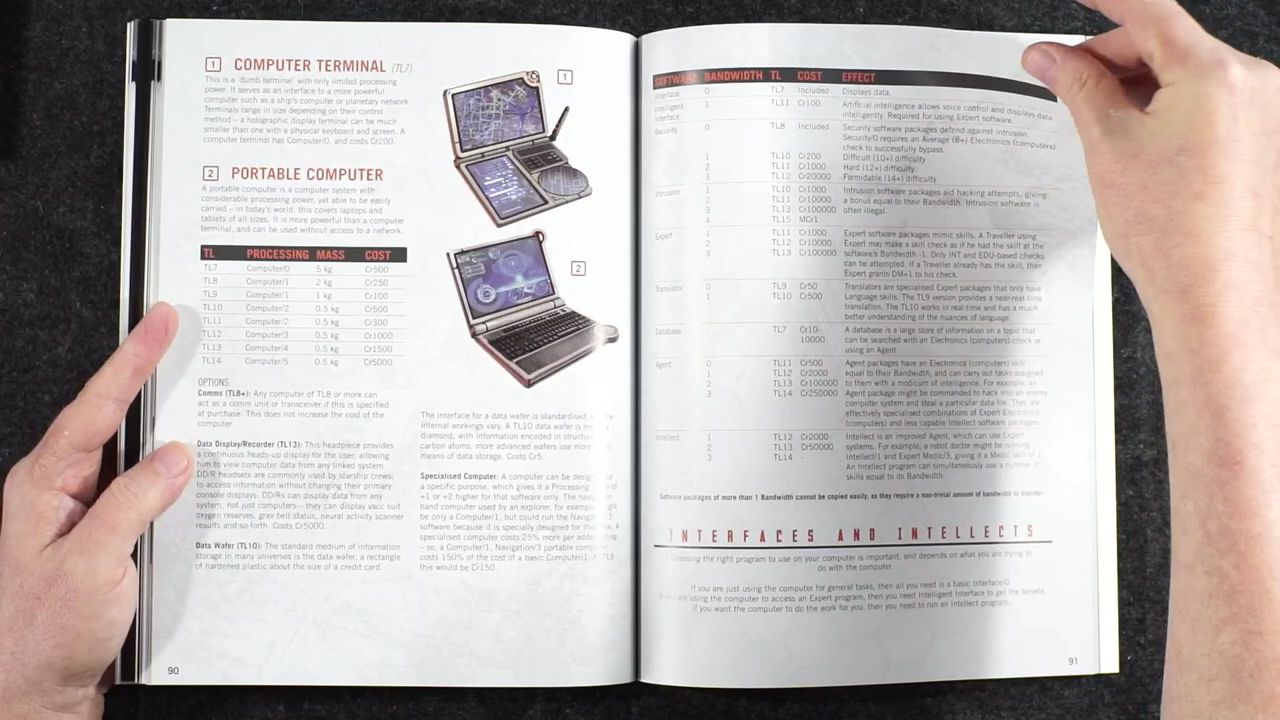 1 COMPUTER TERMINAL (TL7)
This is a 'dumb terminal' with only limited processing
power. It serves as an interface to a more powerful
computer such as a ship's computer or planetary network.
Terminals range in size depending on their control
method – a holographic display terminal can be much
smaller than one with a physical keyboard and screen. A
computer terminal has Computer/0, and costs Cr200.
2 PORTABLE COMPUTER
A portable computer is a computer system with
considerable processing power, yet able to be easily
carried – in today's world, this covers laptops and
tablets of all sizes. It is more powerful than a computer
terminal, and can be used without access to a network.
TL PROCESSING MASS COST
TL7 Computer/0 5 kg Cr500
TL8 Computer/1 2 kg Cr250
TL9 Computer/1 1 kg Cr100
TL10 Computer/2 0.5 kg Cr500
TL11 Computer/2 0.5 kg Cr300
TL12 Computer/3 0.5 kg Cr1000
TL13 Computer/4 0.5 kg Cr1500
TL14 Computer/5 0.5 kg Cr5000
OPTIONS:
Comms (TL8+): Any computer of TL8 or more can
act as a comm unit or transceiver if this is specified
at purchase. This does not increase the cost of the
computer.
Data Display/Recorder (TL13): This headpiece provides
a continuous heads-up display for the user, allowing
him to view computer data from any linked system.
DD/R headsets are commonly used by starship crews,
to access information without changing their primary
console displays. DD/Rs can display data from any
system, not just computers – they can display vacc suit
oxygen reserves, grav belt status, neural activity scanner
results and so forth. Costs Cr5000.
Data Wafer (TL10): The standard medium of information
storage in many universes is the data wafer, a rectangle
of hardened plastic about the size of a credit card.
1
2
The interface for a data wafer is standardised
internal workings vary. A TL10 data wafer is
diamond, with information encoded in
carbon atoms; more advanced wafers use more
means of data storage. Costs Cr5.
Specialised Computer: A computer can be
a specific purpose, which gives it a Processing
+1 or +2 higher for that software only. The
hand computer used by an explorer, for example
be only a Computer/1, but could run the
software because it is specially designed for A
specialised computer costs 25% more per
– so, a Computer/1, Navigation/3 portable
costs 150% of the cost of a basic Computer/1.
this would be Cr150.
90
SOFTWARE BANDWIDTH TL COST EFFECT
Interface 0 TL7 Included Displays data.
Intelligent 1 TL11 Cr100 Artificial intelligence allows voice control and displays data
Interface intelligently. Required for using Expert software.
Security 0 TL8 Included Security software packages defend against intrusion.
Security/0 requires an Average (8+) Electronics (computers)
check to successfully bypass.
1 TL10 Cr200 Difficult (10+) difficulty
2 TL11 Cr1000 Hard (12+) difficulty
3 TL12 Cr20000 Formidable (14+) difficulty
Intrusion 1 TL10 Cr1000 Intrusion software packages aid hacking attempts, giving
2 TL11 Cr10000 a bonus equal to their Bandwidth. Intrusion software is
3 TL13 Cr100000 often illegal.
4 TL15 MCr1
Expert 1 TL11 Cr1000 Expert software packages mimic skills. A Traveller using
2 TL12 Cr10000 Expert may make a skill check as if he had the skill at the
3 TL13 Cr100000 software's Bandwidth -1. Only INT and EDU-based checks
can be attempted. If a Traveller already has the skill, then
Expert grants DM+1 to his check.
Translator 0 TL9 Cr50 Translators are specialised Expert packages that only have
1 TL10 Cr500 Language skills. The TL9 version provides a near-real-time
translation. The TL10 works in real-time and has a much
better understanding of the nuances of language.
Database TL7 Cr10- A database is a large store of information on a topic that
10000 can be searched with an Electronics (computers) check or
using an Agent
Agent 0 TL11 Cr500 Agent packages have an Electronics (computers) skill
1 TL12 Cr2000 equal to their Bandwidth, and can carry out tasks assigned
2 TL13 Cr100000 to them with a modicum of intelligence. For example, an
3 TL14 Cr250000 Agent package might be commanded to hack into an enemy
computer system and steal a particular data file. They are
effectively specialised combinations of Expert Electronics
(computers) and less capable Intellect software packages.
Intellect 1 TL12 Cr2000 Intellect is an improved Agent, which can use Expert
2 TL13 Cr50000 systems. For example, a robot doctor might be running
3 TL14 - Intellect/1 and Expert Medic/3, giving it a Medic skill of 2.
An Intellect program can simultaneously use a number of
skills equal to its Bandwidth.
Software packages of more than 1 Bandwidth cannot be copied easily, as they require a non-trivial amount of bandwidth to transfer.
INTERFACES AND INTELLECTS
Choosing the right program to use on your computer is important, and depends on what you are trying to
do with the computer.
If you are just using the computer for general tasks, then all you need is a basic Interface/0.
If you are using the computer to access an Expert program, then you need Intelligent Interface to get the benefit.
If you want the computer to do the work for you, then you need to run an Intellect program.
91